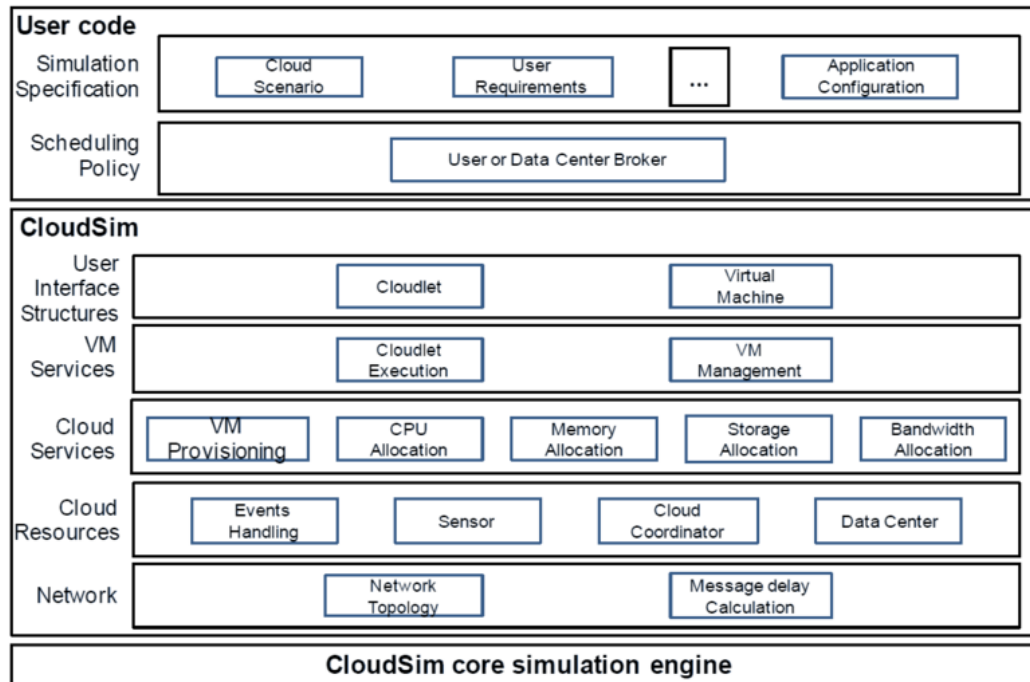 User code
Simulation
Specification
Cloud
Scenario
User
Requirements
...
Application
Configuration
Scheduling
Policy
User or Data Center Broker
CloudSim
User
Interface
Structures
Cloudlet
Virtual
Machine
VM
Services
Cloudlet
Execution
VM
Management
Cloud
Services
VM
Provisioning
CPU
Allocation
Memory
Allocation
Storage
Allocation
Bandwidth
Allocation
Cloud
Resources
Events
Handling
Sensor
Cloud
Coordinator
Data Center
Network
Network
Topology
Message delay
Calculation
CloudSim core simulation engine